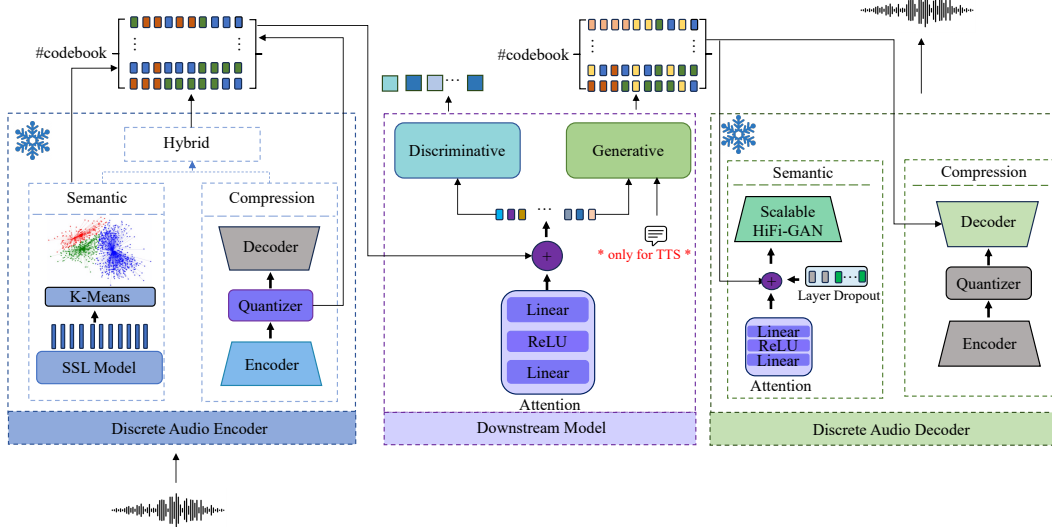 #codebook
Hybrid
Semantic
K-Means
SSL Model
Compression
Decoder
Quantizer
Encoder
Discrete Audio Encoder
Discriminative
Generative
* only for TTS *
+
Linear
ReLU
Linear
Attention
Downstream Model
#codebook
Semantic
Scalable
HiFi-GAN
+
Layer Dropout
Linear
ReLU
Linear
Attention
Compression
Decoder
Quantizer
Encoder
Discrete Audio Decoder